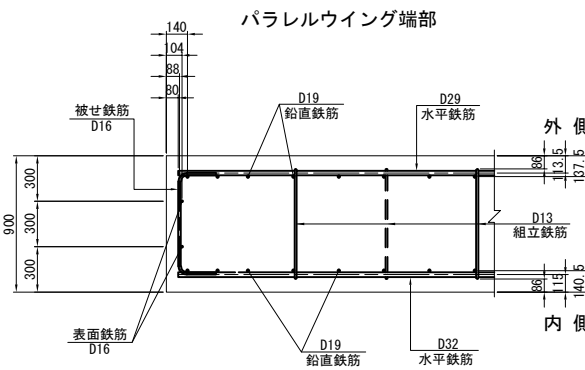 パラレルウイング端部
140
104
88
80
被せ鉄筋
D16
D19
鉛直鉄筋
D29
水平鉄筋
外 側
86
113.5
137.5
900
300
300
300
D13
組立鉄筋
86
115
140.5
内 側
表面鉄筋
D16
D19
鉛直鉄筋
D32
水平鉄筋